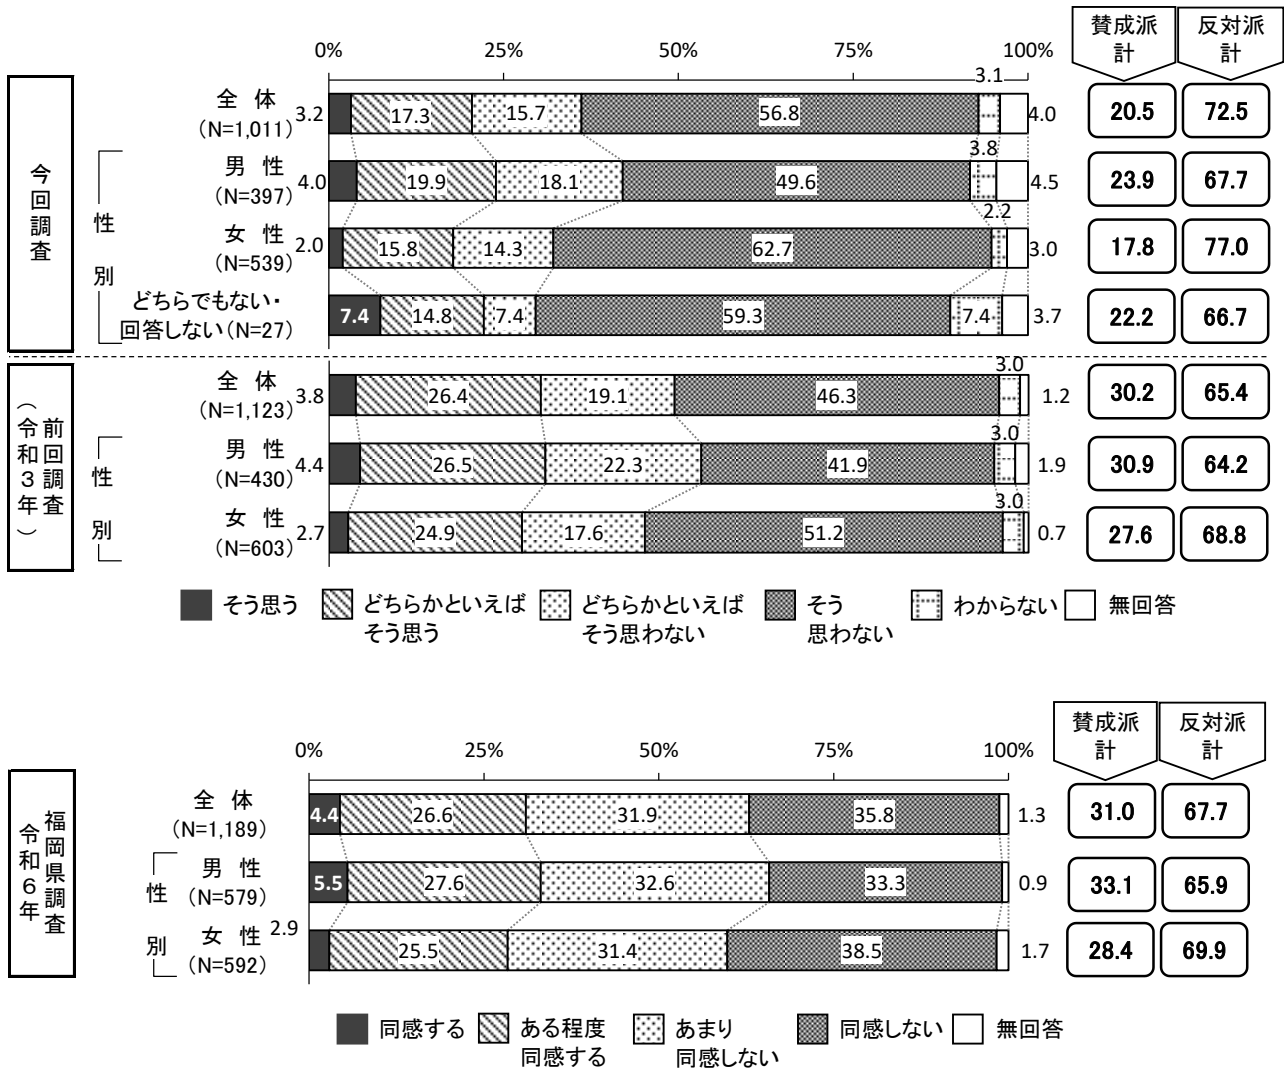 賛成派
計
反対派
計
0%
25%
50%
75%
100%
今回調査
性別
全 体
(N=1,011)
3.2
17.3
15.7
56.8
3.1
4.0
20.5
72.5
男 性
(N=397)
4.0
19.9
18.1
49.6
3.8
4.5
23.9
67.7
女 性
(N=539)
2.0
15.8
14.3
62.7
2.2
3.0
17.8
77.0
どちらでもない・
回答しない(N=27)
7.4
14.8
7.4
59.3
7.4
3.7
22.2
66.7
前回調査
(令和3年)
性別
全 体
(N=1,123)
3.8
26.4
19.1
46.3
3.0
1.2
30.2
65.4
男 性
(N=430)
4.4
26.5
22.3
41.9
3.0
1.9
30.9
64.2
女 性
(N=603)
2.7
24.9
17.6
51.2
3.0
0.7
27.6
68.8
そう思う
どちらかといえば
そう思う
どちらかといえば
そう思わない
そう
思わない
わからない
無回答
賛成派
計
反対派
計
0%
25%
50%
75%
100%
福岡県調査
令和6年
性別
全 体
(N=1,189)
4.4
26.6
31.9
35.8
1.3
31.0
67.7
男 性
(N=579)
5.5
27.6
32.6
33.3
0.9
33.1
65.9
女 性
(N=592)
2.9
25.5
31.4
38.5
1.7
28.4
69.9
同感する
ある程度
同感する
あまり
同感しない
同感しない
無回答